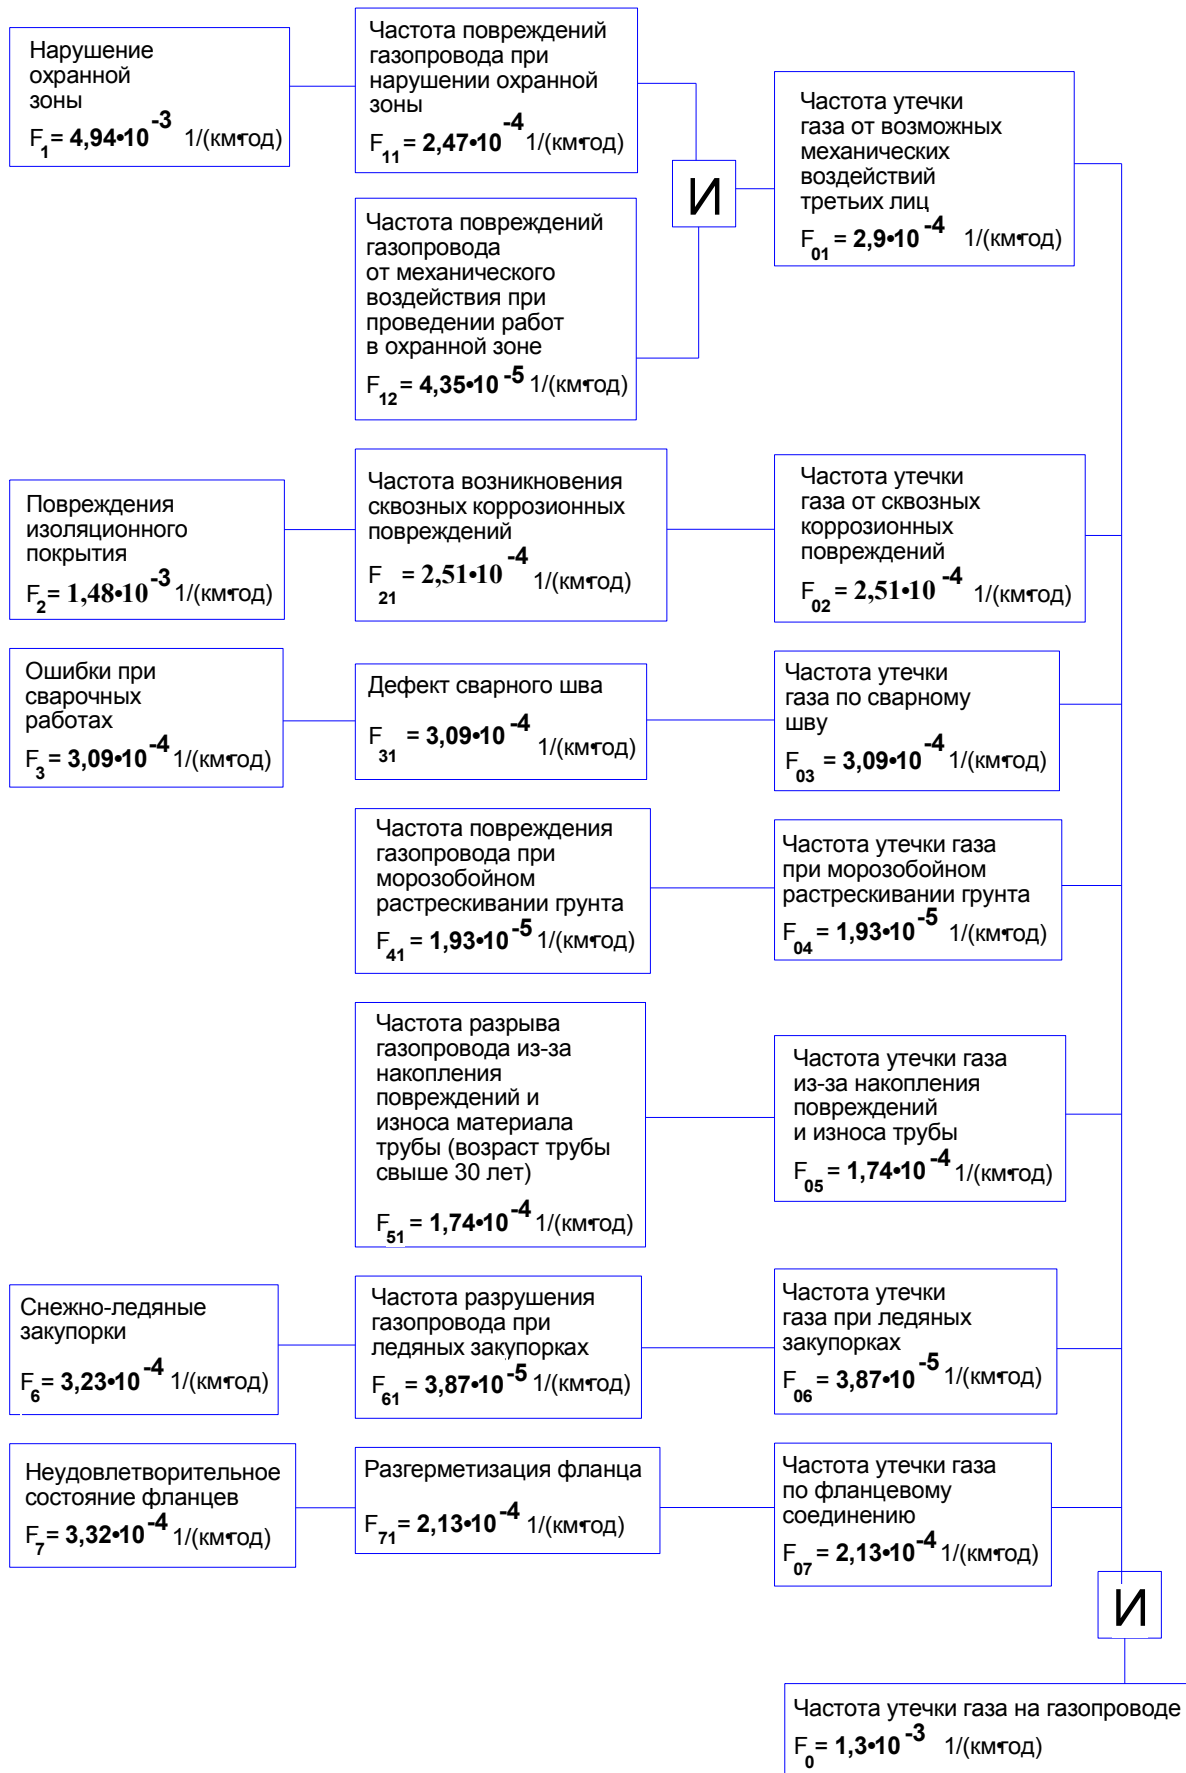 Нарушение
охранной
зоны
F1= 4,94•10-3 1/(км•год)
Частота повреждений
газопровода при
нарушении охранной
зоны
F11= 2,47•10-4 1/(км•год)
Частота повреждений
газопровода
от механического
воздействия при
проведении работ
в охранной зоне
F12= 4,35•10-5 1/(км•год)
И
Частота утечки
газа от возможных
механических
воздействий
третьих лиц
F01= 2,9•10-4 1/(км•год)
Повреждения
изоляционного
покрытия
F2= 1,48•10-3 1/(км•год)
Частота возникновения
сквозных коррозионных
повреждений
F21 = 2,51•10-4 1/(км•год)
Частота утечки
газа от сквозных
коррозионных
повреждений
F02 = 2,51•10-4 1/(км•год)
Ошибки при
сварочных
работах
F3= 3,09•10-4 1/(км•год)
Дефект сварного шва
F31 = 3,09•10-4 1/(км•год)
Частота утечки
газа по сварному
шву
F03 = 3,09•10-4 1/(км•год)
Частота повреждения
газопровода при
морозобойном
растрескивании грунта
F41= 1,93•10-5 1/(км•год)
Частота утечки газа
при морозобойном
растрескивании грунта
F04= 1,93•10-5 1/(км•год)
Частота разрыва
газопровода из-за
накопления
повреждений и
износа материала
трубы (возраст трубы
свыше 30 лет)
F51= 1,74•10-4 1/(км•год)
Частота утечки газа
из-за накопления
повреждений
и износа трубы
F05= 1,74•10-4 1/(км•год)
Снежно-ледяные
закупорки
F6= 3,23•10-4 1/(км•год)
Частота разрушения
газопровода при
ледяных закупорках
F61= 3,87•10-5 1/(км•год)
Частота утечки
газа при ледяных
закупорках
F06= 3,87•10-5 1/(км•год)
Неудовлетворительное
состояние фланцев
F7= 3,32•10-4 1/(км•год)
Разгерметизация фланца
F71= 2,13•10-4 1/(км•год)
Частота утечки газа
по фланцевому
соединению
F07= 2,13•10-4 1/(км•год)
И
Частота утечки газа на газопроводе
F0= 1,3•10-3 1/(км•год)